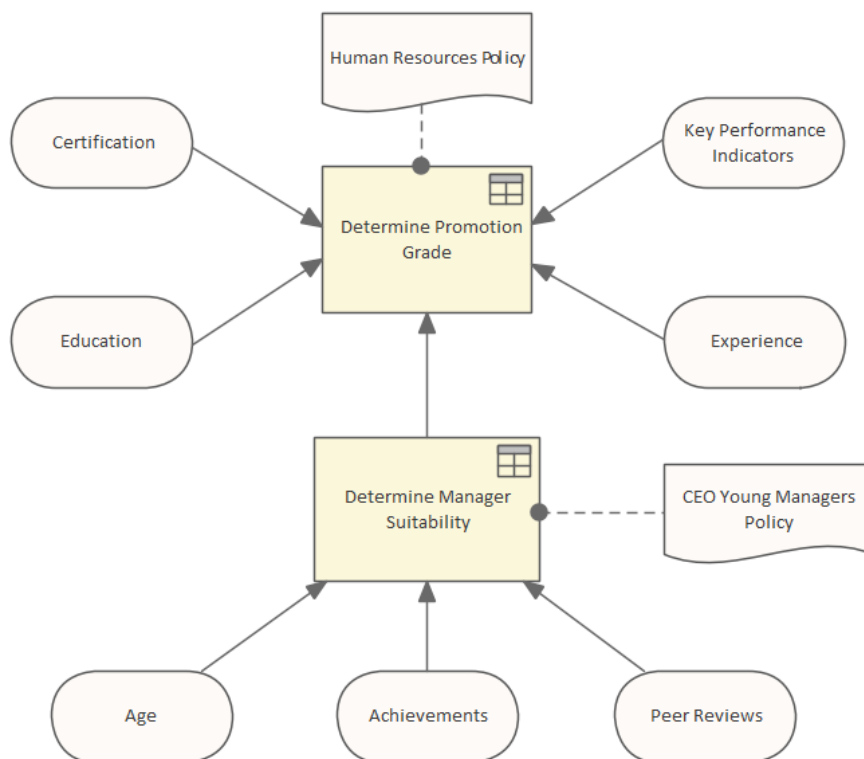 Human Resources Policy
Certification
Key Performance
Indicators
Determine Promotion
Grade
Education
Experience
Determine Manager
Suitability
CEO Young Managers
Policy
Age
Achievements
Peer Reviews